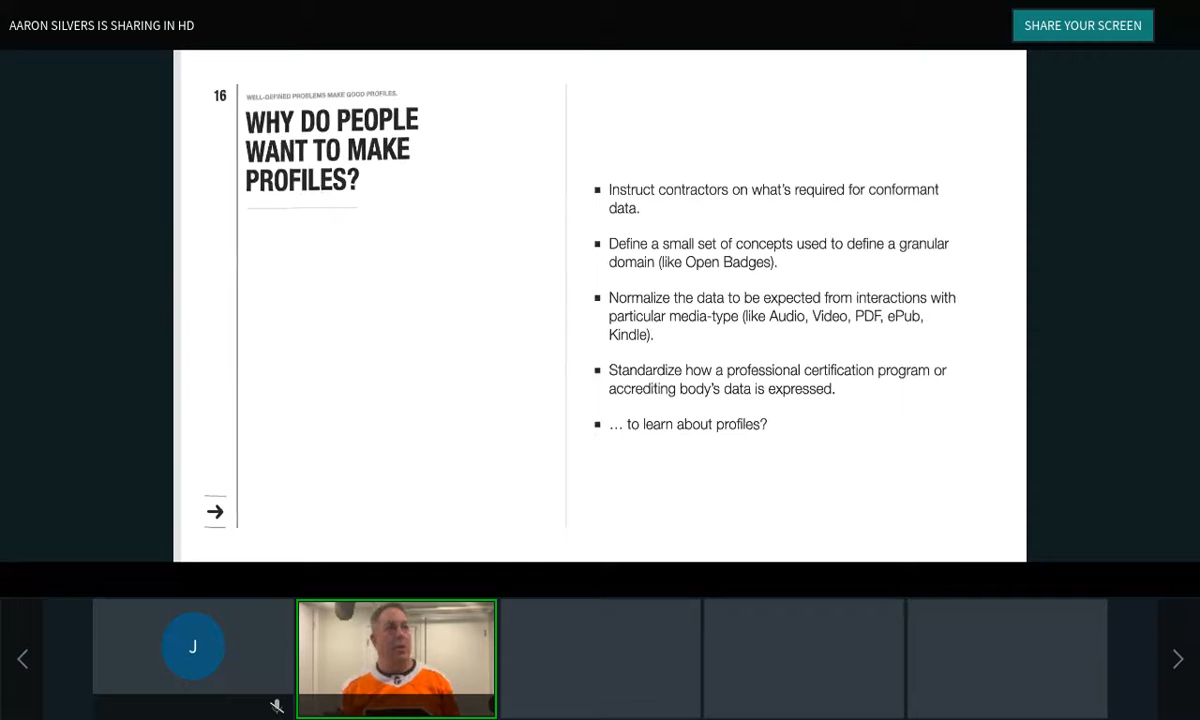 AARON SILVERS IS SHARING IN HD
SHARE YOUR SCREEN
16
WELL-DEFINED PROBLEMS MAKE GOOD PROFILES.
WHY DO PEOPLE
WANT TO MAKE
PROFILES?
▪ Instruct contractors on what's required for conformant
data.
▪ Define a small set of concepts used to define a granular
domain (like Open Badges).
▪ Normalize the data to be expected from interactions with
particular media-type (like Audio, Video, PDF, ePub,
Kindle).
▪ Standardize how a professional certification program or
accrediting body's data is expressed.
▪ … to learn about profiles?
J